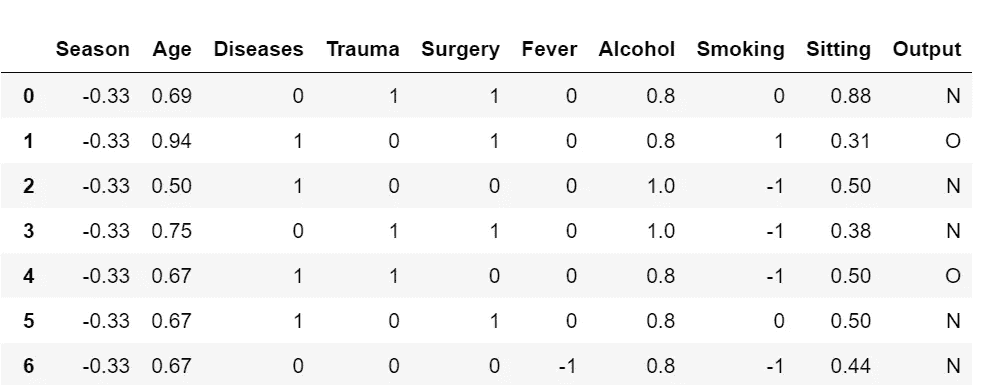 Season Age Diseases Trauma Surgery Fever Alcohol Smoking Sitting Output
0 -0.33 0.69 0 1 1 0 0.8 0 0.88 N
1 -0.33 0.94 1 0 1 0 0.8 1 0.31 O
2 -0.33 0.50 1 0 0 0 1.0 -1 0.50 N
3 -0.33 0.75 0 1 1 0 1.0 -1 0.38 N
4 -0.33 0.67 1 1 0 0 0.8 -1 0.50 O
5 -0.33 0.67 1 0 1 0 0.8 0 0.50 N
6 -0.33 0.67 0 0 0 -1 0.8 -1 0.44 N